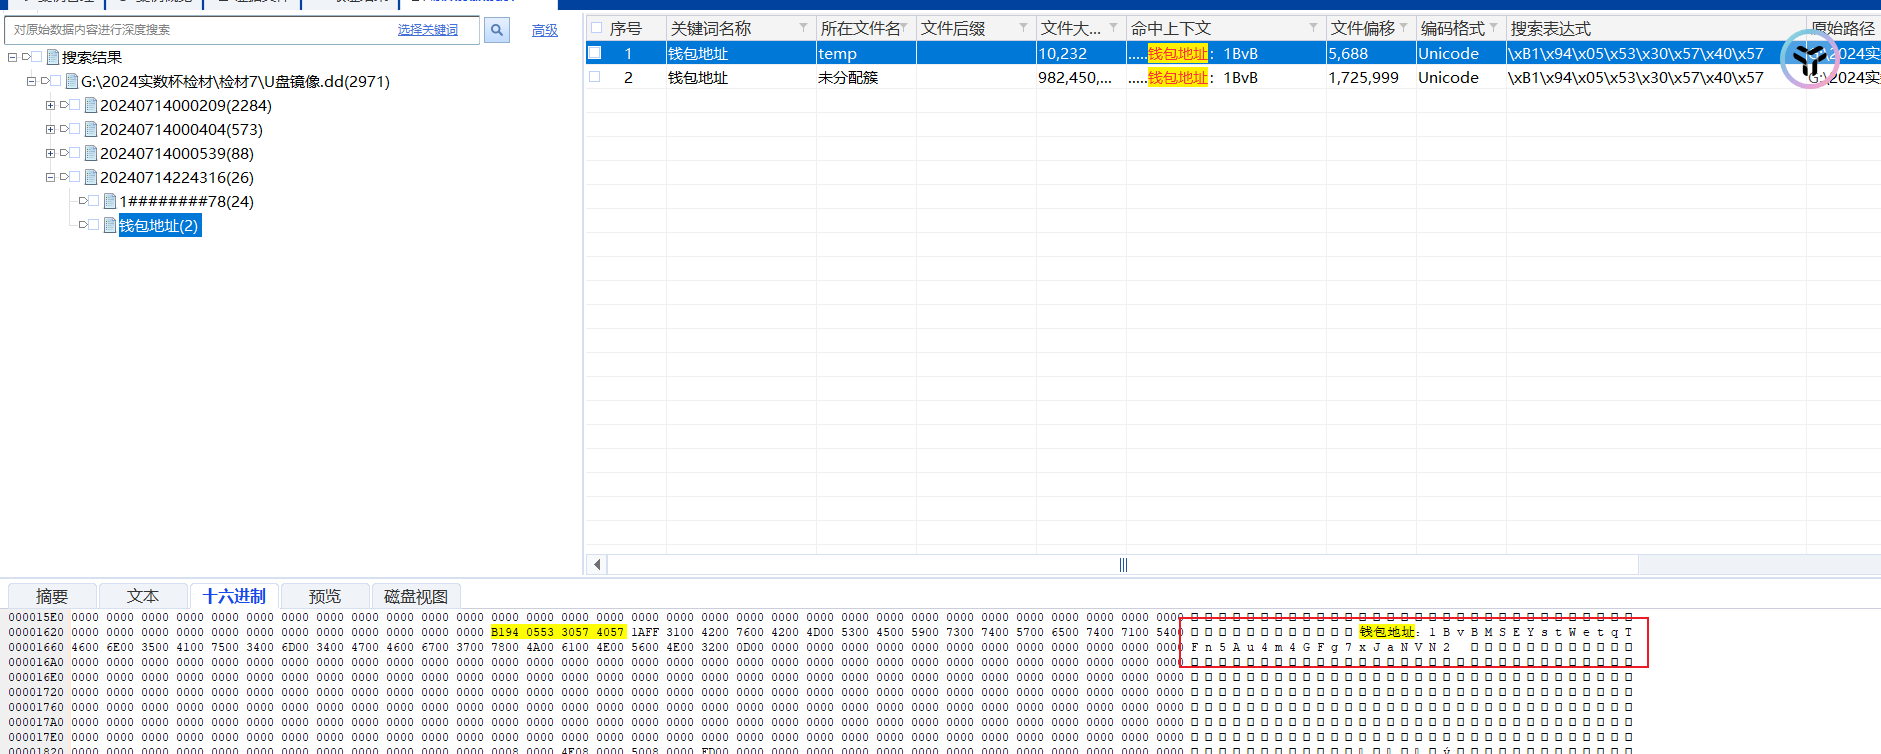 对原始数据内容进行深度搜索 选择关键词 高级
搜索结果
G:\2024实数杯检材\检材7\U盘镜像.dd(2971)
20240714000209(2284)
20240714000404(573)
20240714000539(88)
20240714224316(26)
1########78(24)
钱包地址(2)
序号 关键词名称 所在文件名 文件后缀 文件大... 命中上下文 文件偏移 编码格式 搜索表达式 原始路径
1 钱包地址 temp 10,232 .....钱包地址：1BvB 5,688 Unicode \xB1\x94\x05\x53\x30\x57\x40\x57
2 钱包地址 未分配簇 982,450,... .....钱包地址：1BvB 1,725,999 Unicode \xB1\x94\x05\x53\x30\x57\x40\x57
摘要 文本 十六进制 预览 磁盘视图
000015E0 0000 0000 0000 0000 0000 0000 0000 0000 0000 0000 0000 0000 0000 0000 0000 0000 0000 0000 0000 0000 0000 0000 0000 0000 0000 0000 0000 0000 0000 0000 0000 0000
00001620 0000 0000 0000 0000 0000 0000 0000 0000 0000 0000 0000 0000 B194 0553 3057 4057 1AFF 3100 4200 7600 4200 4D00 5300 4500 5900 7300 7400 5700 6500 7400 7100 5400 钱包地址：1BvBMSEYstWetqT
00001660 4600 6E00 3500 4100 7500 3400 6D00 3400 4700 4600 6700 3700 7800 4A00 6100 4E00 5600 4E00 3200 0D00 0000 0000 0000 0000 0000 0000 0000 0000 0000 0000 0000 0000 Fn5Au4m4GFg7xJaNVN2
000016A0 0000 0000 0000 0000 0000 0000 0000 0000 0000 0000 0000 0000 0000 0000 0000 0000 0000 0000 0000 0000 0000 0000 0000 0000 0000 0000 0000 0000 0000 0000 0000 0000
000016E0 0000 0000 0000 0000 0000 0000 0000 0000 0000 0000 0000 0000 0000 0000 0000 0000 0000 0000 0000 0000 0000 0000 0000 0000 0000 0000 0000 0000 0000 0000 0000 0000
00001720 0000 0000 0000 0000 0000 0000 0000 0000 0000 0000 0000 0000 0000 0000 0000 0000 0000 0000 0000 0000 0000 0000 0000 0000 0000 0000 0000 0000 0000 0000 0000 0000
00001760 0000 0000 0000 0000 0000 0000 0000 0000 0000 0000 0000 0000 0000 0000 0000 0000 0000 0000 0000 0000 0000 0000 0000 0000 0000 0000 0000 0000 0000 0000 0000 0000
000017A0 0000 0000 0000 0000 0000 0000 0000 0000 0000 0000 0000 0000 0000 0000 0000 0000 0000 0000 0000 0000 0000 0000 0000 0000 0000 0000 0000 0000 0000 0000 0000 0000
000017E0 0000 0000 0000 0000 0000 0000 0000 0000 0000 0000 0000 0000 0000 0000 0000 0000 0000 0000 0000 0000 0000 0000 0000 0000 0000 0000 0000 0000 0000 0000 0000 0000